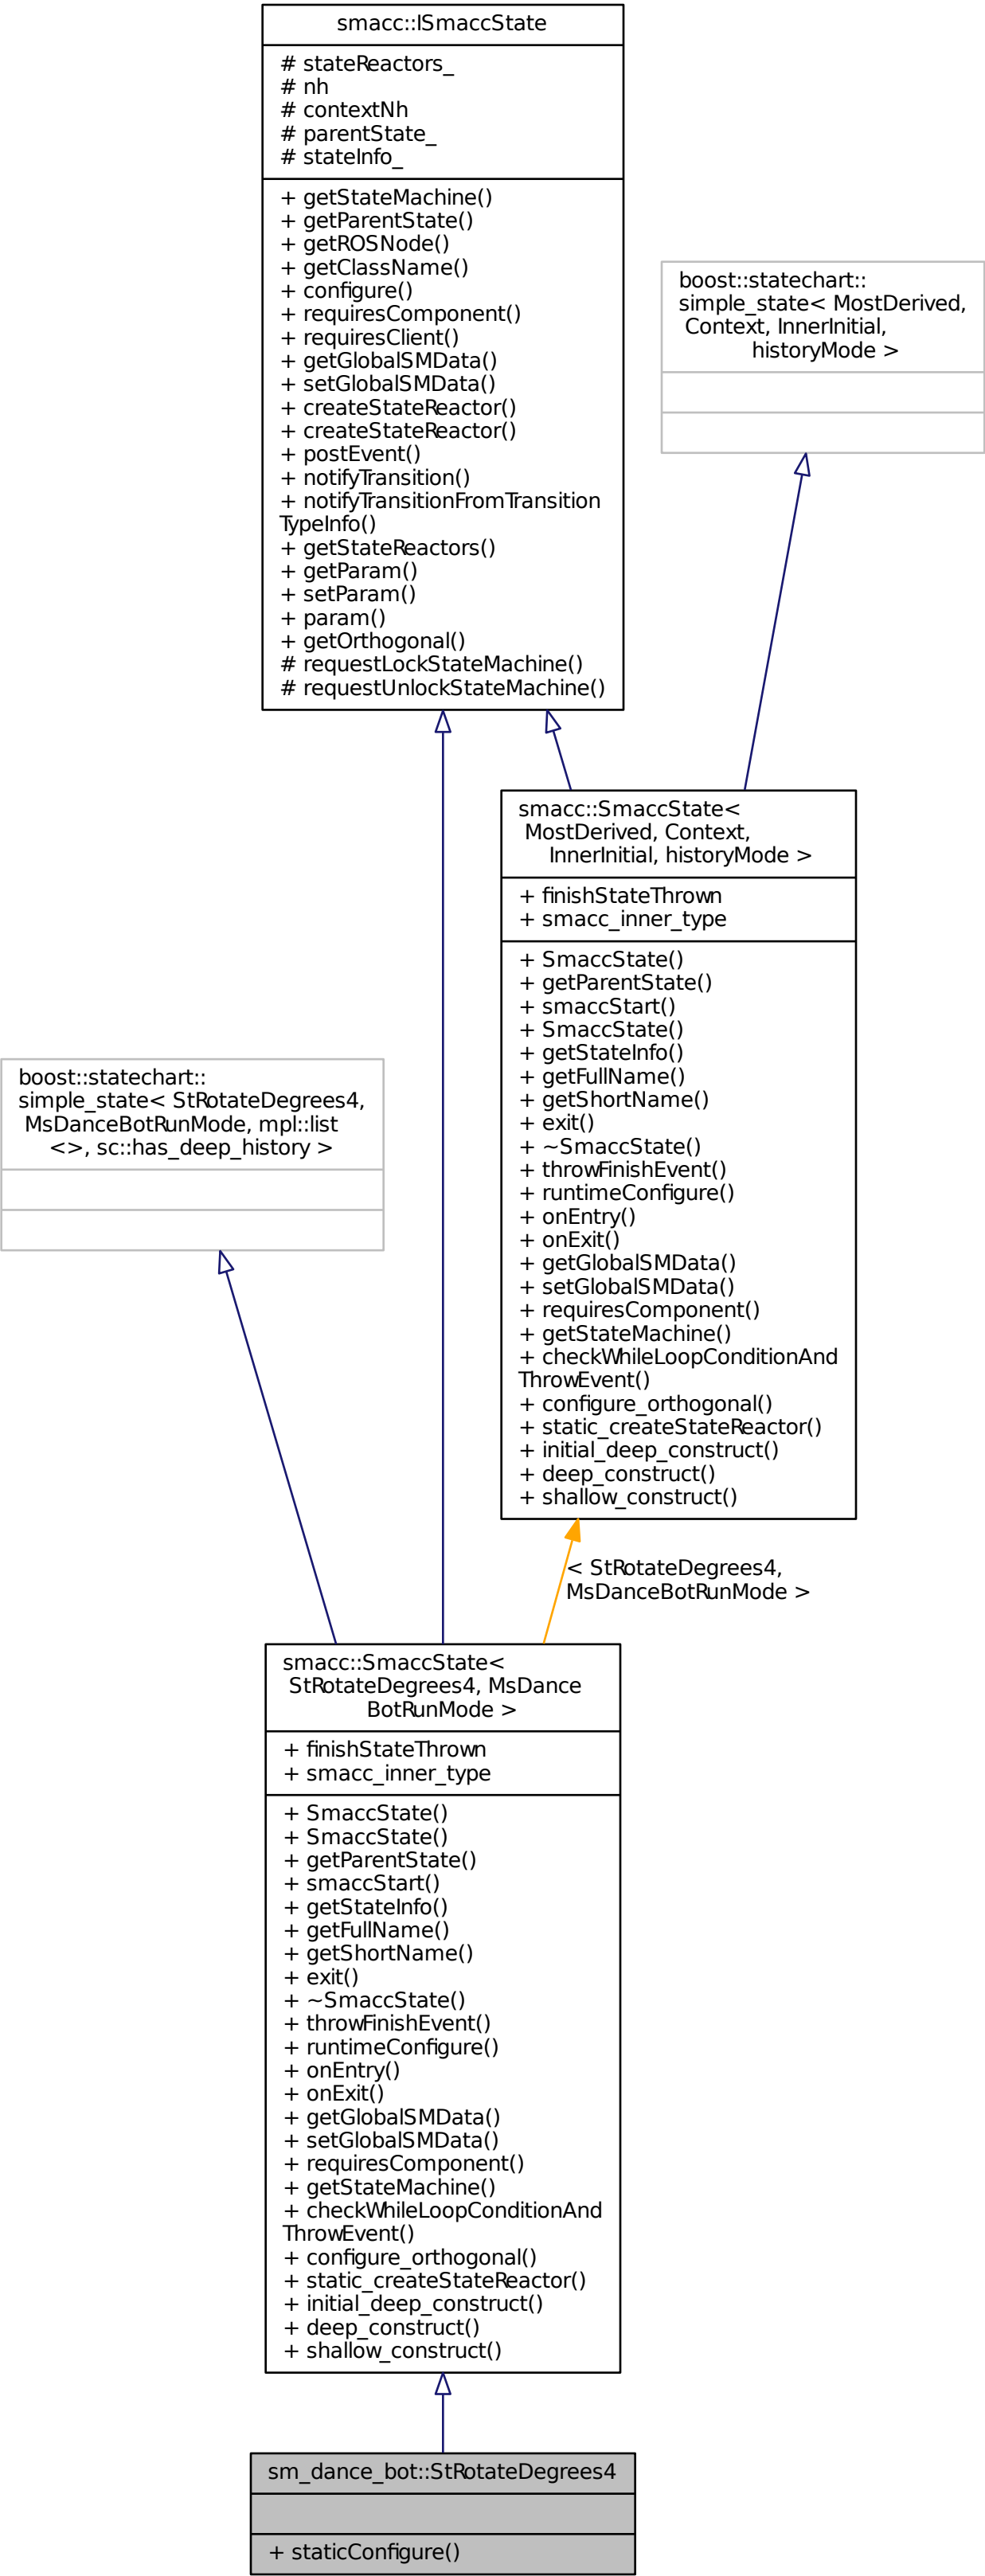 smacc::ISmaccState
# stateReactors_
# nh
# contextNh
# parentState_
# stateInfo_
+ getStateMachine()
+ getParentState()
+ getROSNode()
+ getClassName()
+ configure()
+ requiresComponent()
+ requiresClient()
+ getGlobalSMData()
+ setGlobalSMData()
+ createStateReactor()
+ createStateReactor()
+ postEvent()
+ notifyTransition()
+ notifyTransitionFromTransition
TypeInfo()
+ getStateReactors()
+ getParam()
+ setParam()
+ param()
+ getOrthogonal()
# requestLockStateMachine()
# requestUnlockStateMachine()
boost::statechart::
simple_state< MostDerived,
Context, InnerInitial,
historyMode >
smacc::SmaccState<
MostDerived, Context,
InnerInitial, historyMode >
+ finishStateThrown
+ smacc_inner_type
+ SmaccState()
+ getParentState()
+ smaccStart()
+ SmaccState()
+ getStateInfo()
+ getFullName()
+ getShortName()
+ exit()
+ ~SmaccState()
+ throwFinishEvent()
+ runtimeConfigure()
+ onEntry()
+ onExit()
+ getGlobalSMData()
+ setGlobalSMData()
+ requiresComponent()
+ getStateMachine()
+ checkWhileLoopConditionAnd
ThrowEvent()
+ configure_orthogonal()
+ static_createStateReactor()
+ initial_deep_construct()
+ deep_construct()
+ shallow_construct()
boost::statechart::
simple_state< StRotateDegrees4,
MsDanceBotRunMode, mpl::list
<>, sc::has_deep_history >
< StRotateDegrees4,
MsDanceBotRunMode >
smacc::SmaccState<
StRotateDegrees4, MsDance
BotRunMode >
+ finishStateThrown
+ smacc_inner_type
+ SmaccState()
+ SmaccState()
+ getParentState()
+ smaccStart()
+ getStateInfo()
+ getFullName()
+ getShortName()
+ exit()
+ ~SmaccState()
+ throwFinishEvent()
+ runtimeConfigure()
+ onEntry()
+ onExit()
+ getGlobalSMData()
+ setGlobalSMData()
+ requiresComponent()
+ getStateMachine()
+ checkWhileLoopConditionAnd
ThrowEvent()
+ configure_orthogonal()
+ static_createStateReactor()
+ initial_deep_construct()
+ deep_construct()
+ shallow_construct()
sm_dance_bot::StRotateDegrees4
+ staticConfigure()